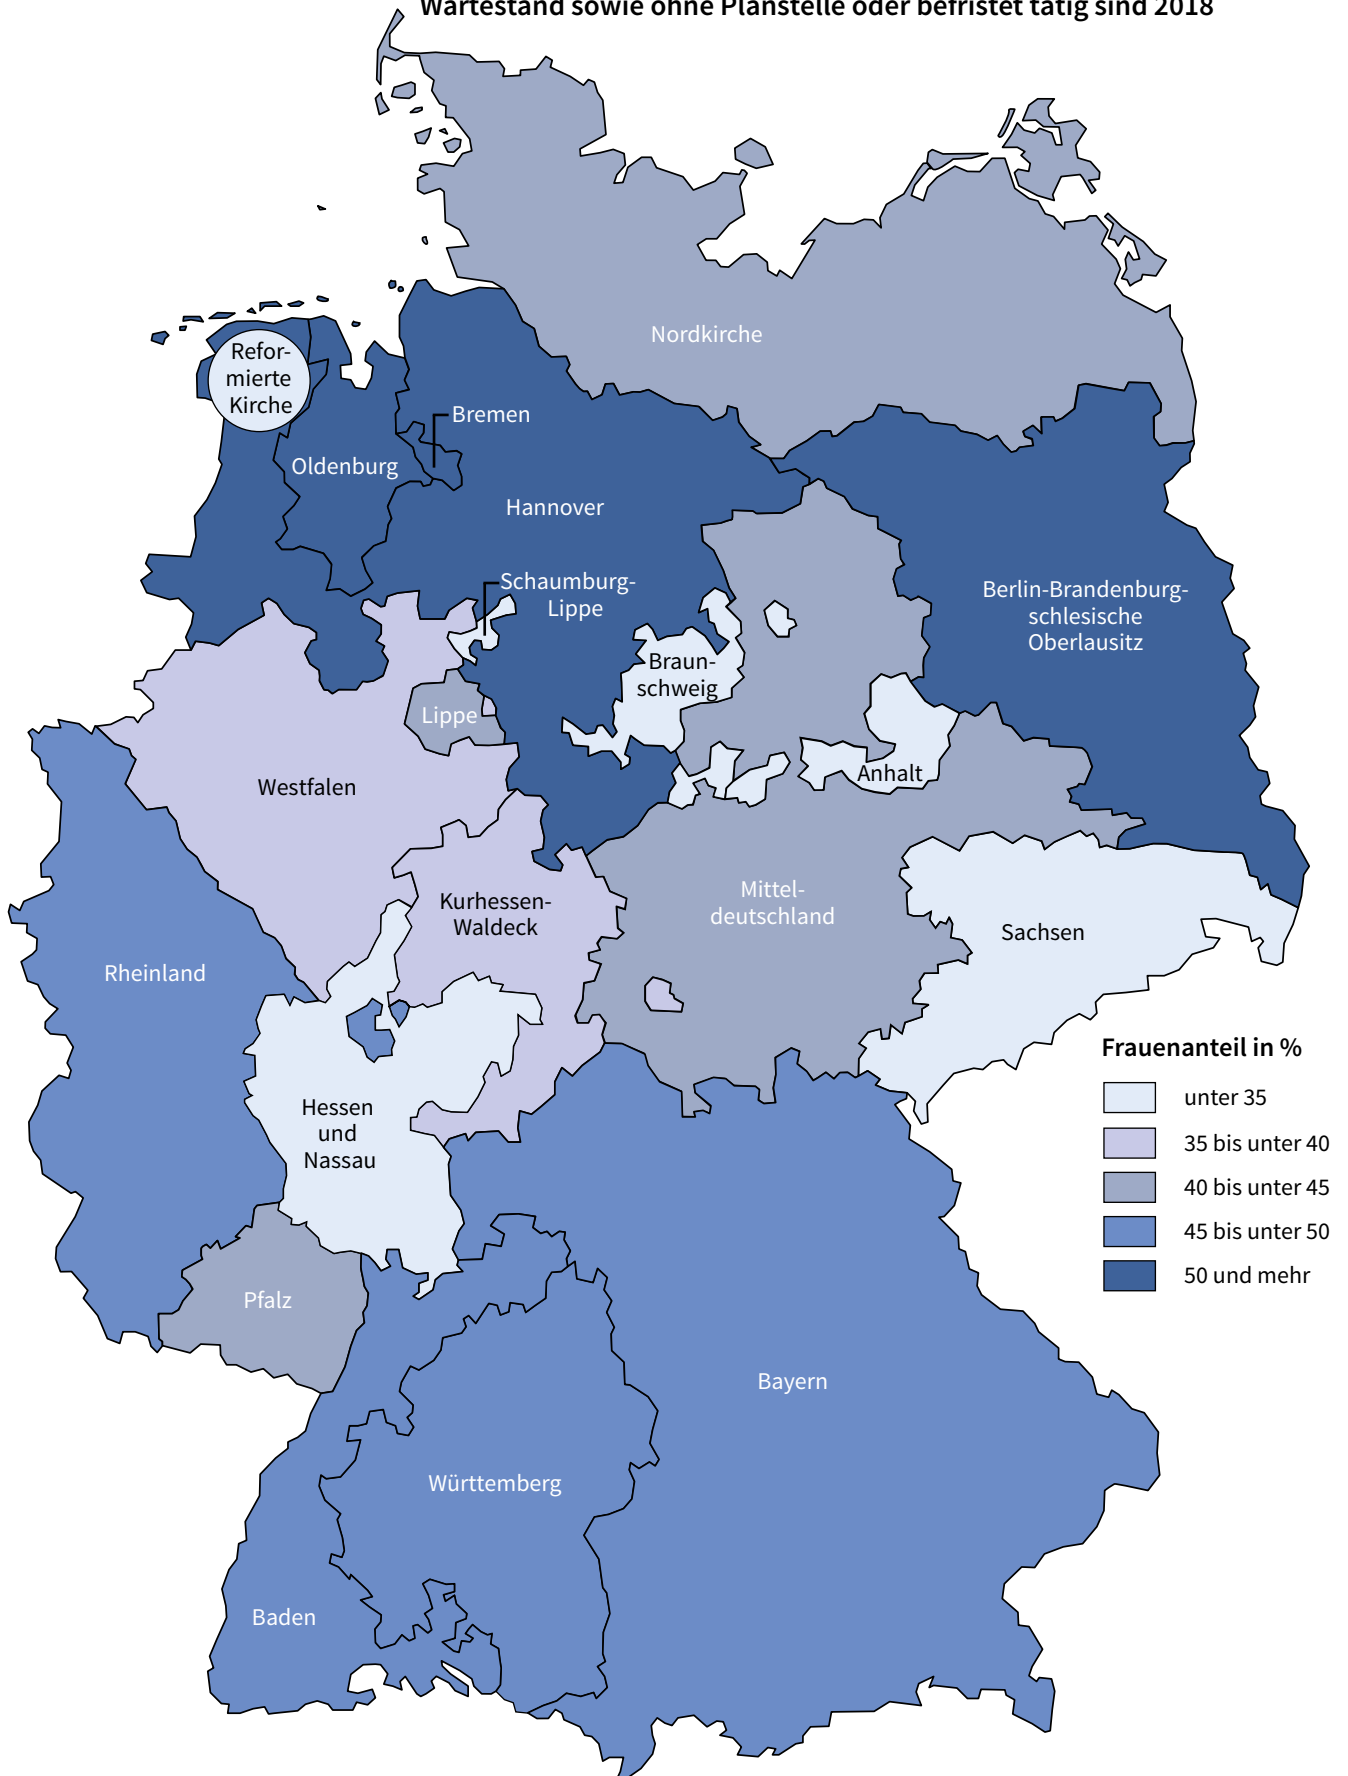 Wartestand sowie ohne Planstelle oder befristet tätig sind 2018
Nordkirche
Refor-
mierte
Kirche
Bremen
Oldenburg
Hannover
Schaumburg-
Lippe
Berlin-Brandenburg-
schlesische
Oberlausitz
Braun-
schweig
Lippe
Anhalt
Westfalen
Mittel-
deutschland
Kurhessen-
Waldeck
Sachsen
Rheinland
Frauenanteil in %
unter 35
35 bis unter 40
40 bis unter 45
45 bis unter 50
50 und mehr
Hessen
und
Nassau
Pfalz
Bayern
Württemberg
Baden